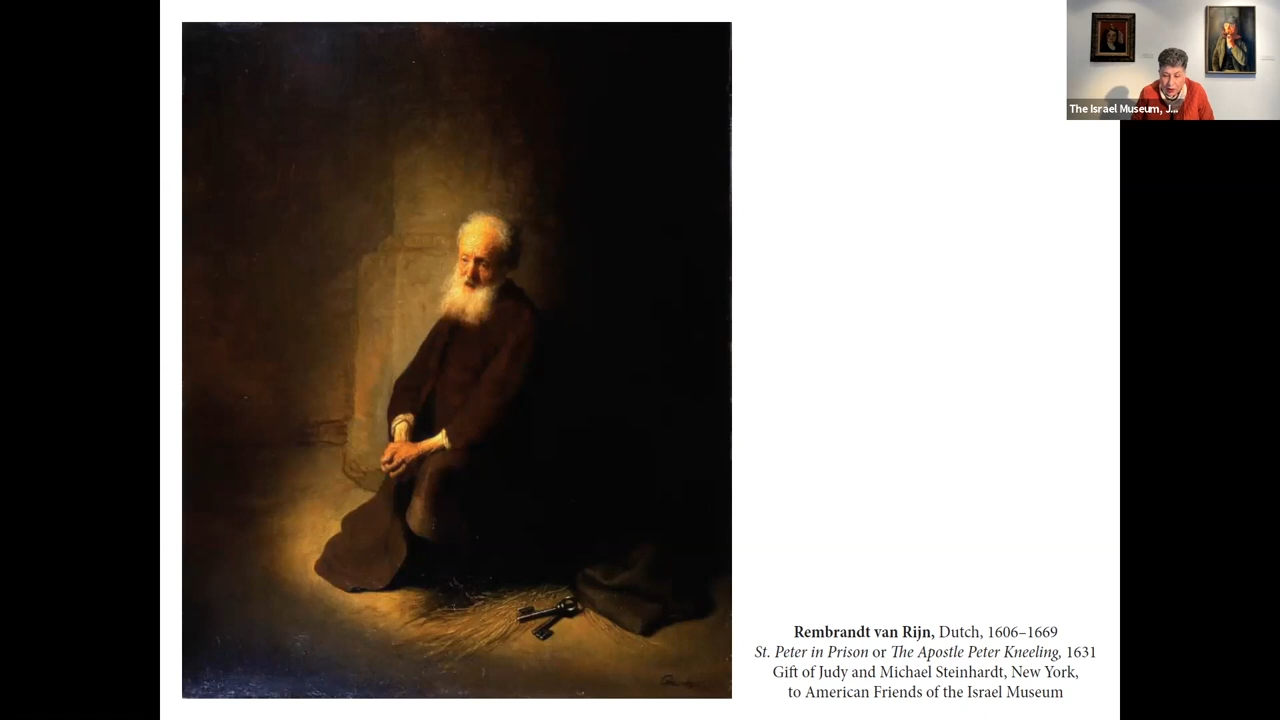 The Israel Museum, J...
Rembrandt van Rijn, Dutch, 1606–1669
St. Peter in Prison or The Apostle Peter Kneeling, 1631
Gift of Judy and Michael Steinhardt, New York,
to American Friends of the Israel Museum